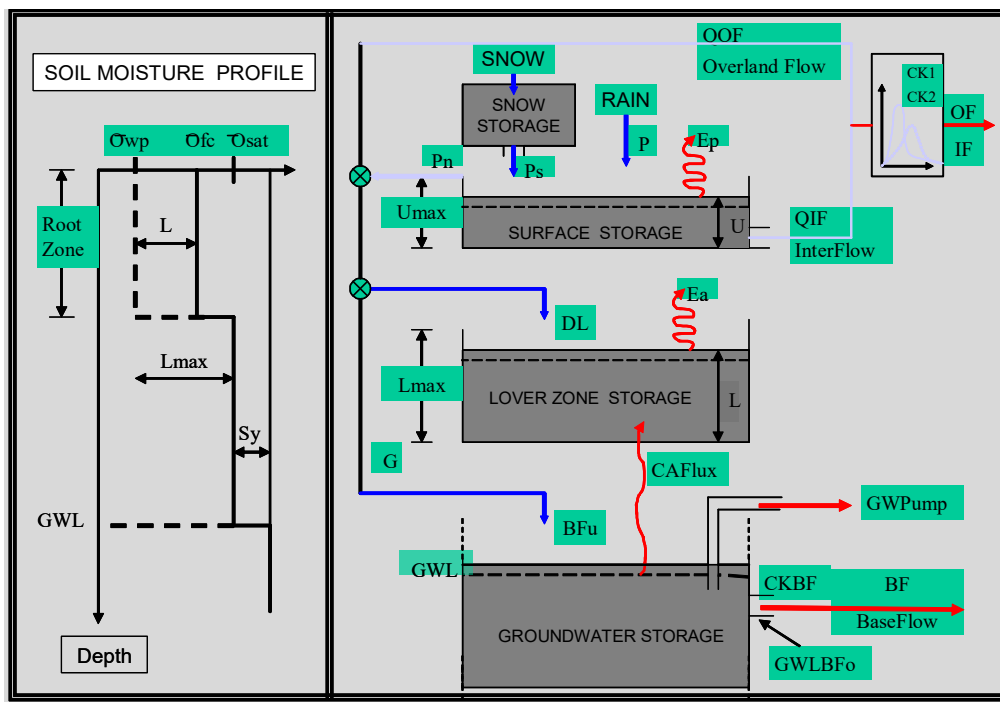 SOIL MOISTURE PROFILE
Θwp
Θfc
Θsat
Root
Zone
L
Lmax
Sy
GWL
Depth
QOF
Overland Flow
SNOW
SNOW
STORAGE
RAIN
P
Pn
Ps
Ep
CK1
CK2
OF
IF
Umax
SURFACE STORAGE
U
QIF
InterFlow
DL
Ea
Lmax
LOVER ZONE STORAGE
L
G
CAFlux
GWPump
BFu
GWL
CKBF
BF
BaseFlow
GROUNDWATER STORAGE
GWLBFo